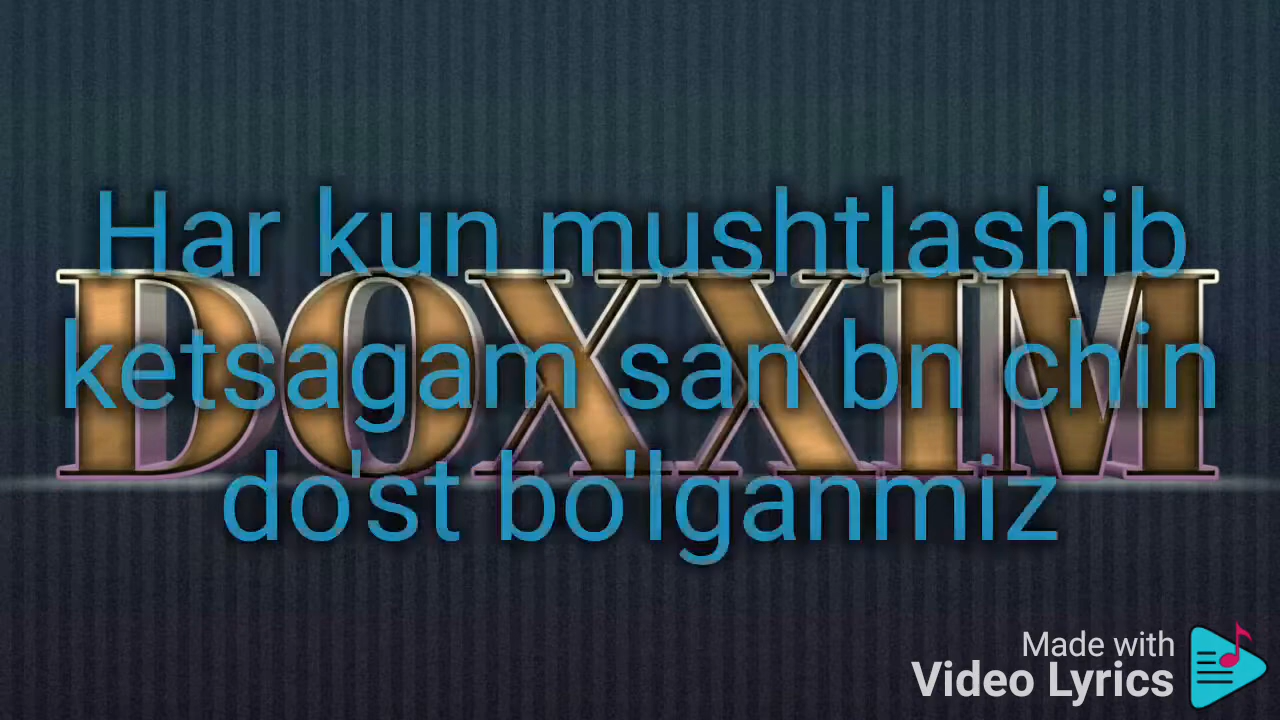 Har kun mushtlashib
DOXXIM
ketsagam san bn chin
do'st bo'lganmiz
Made with
Video Lyrics